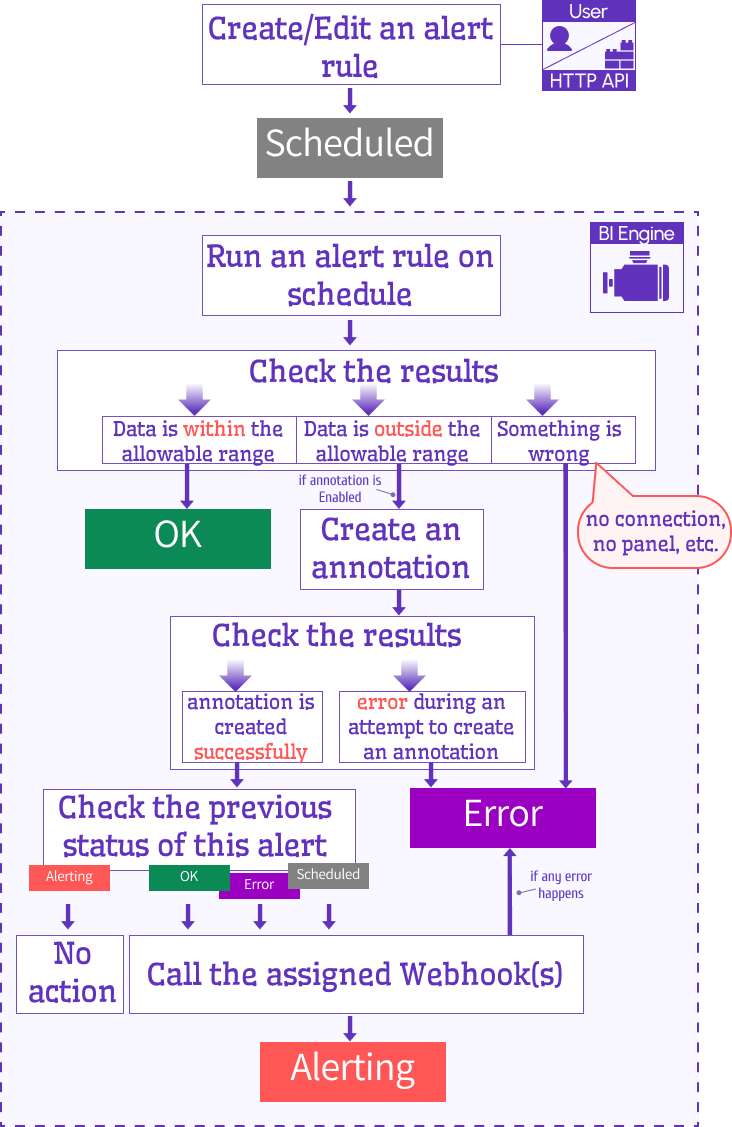 Create/Edit an alert
rule
User
HTTP API
Scheduled
BI Engine
Run an alert rule on
schedule
Check the results
Data is within the
allowable range
Data is outside the
allowable range
Something is
wrong
if annotation is
Enabled
no connection,
no panel, etc.
OK
Create an
annotation
Check the results
annotation is
created
successfully
error during an
attempt to create
an annotation
Check the previous
status of this alert
Error
Alerting
OK
Error
Scheduled
if any error
happens
No
action
Call the assigned Webhook(s)
Alerting